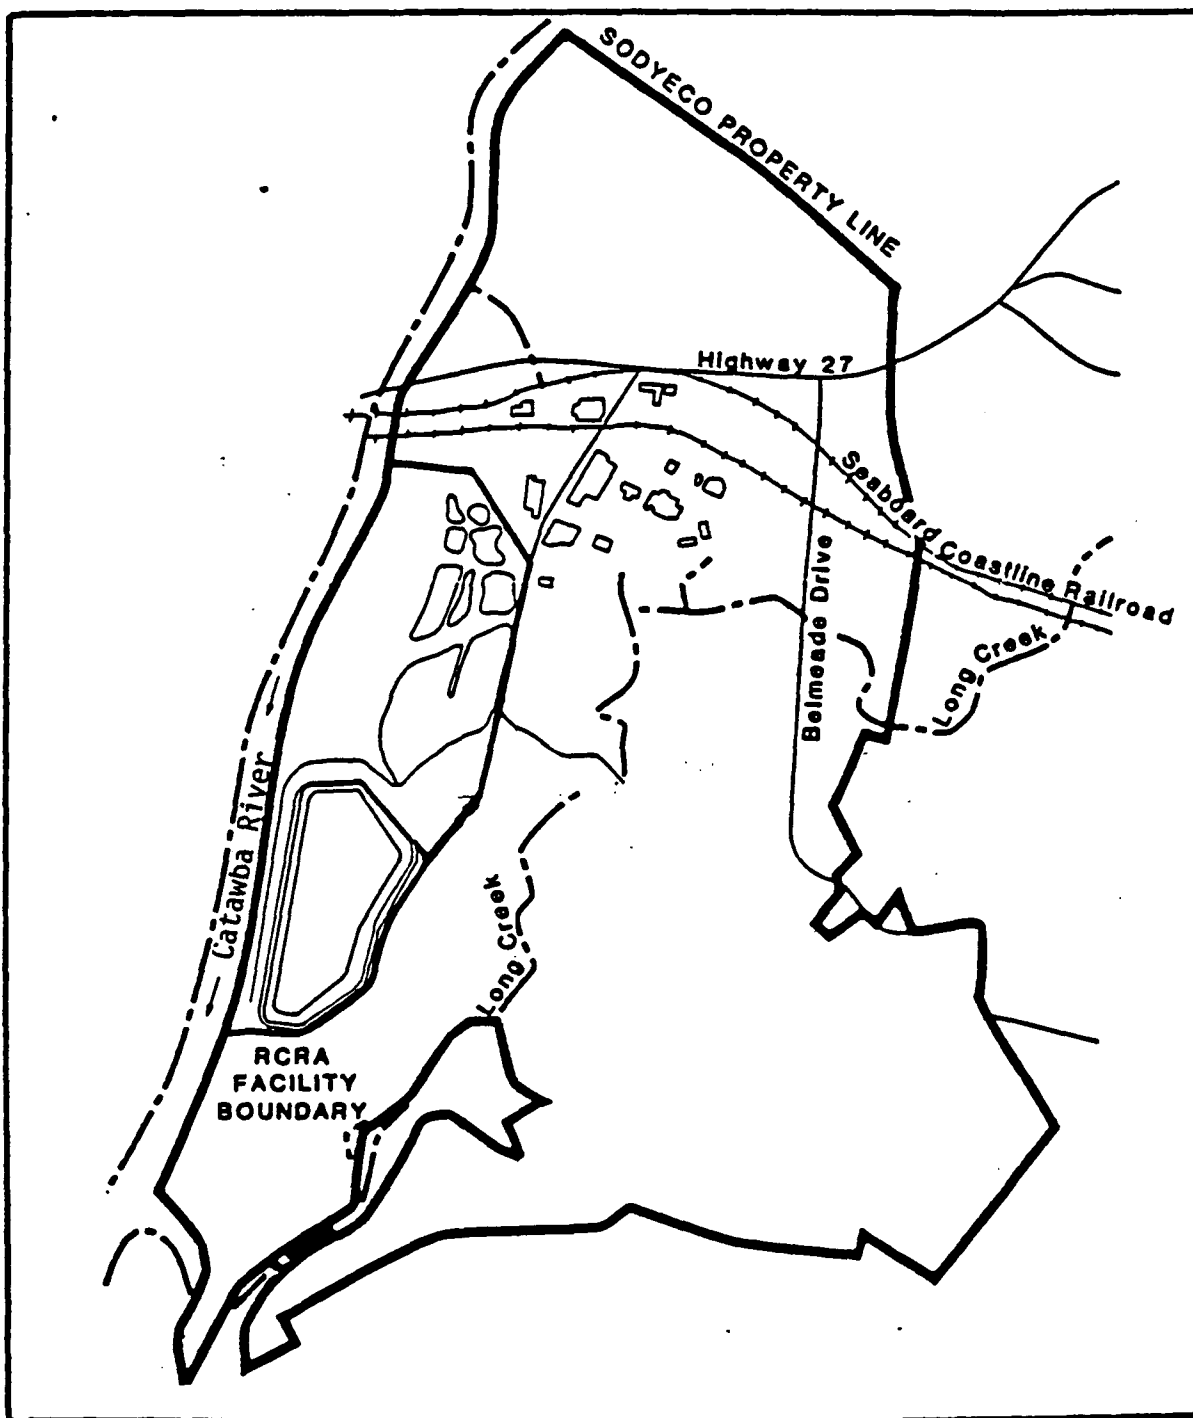 SODYECO PROPERTY LINE
Highway 27
Seaboard Coastline Railroad
Belmeade Drive
Long Creek
Catawba River
Long Creek
RCRA
FACILITY
BOUNDARY